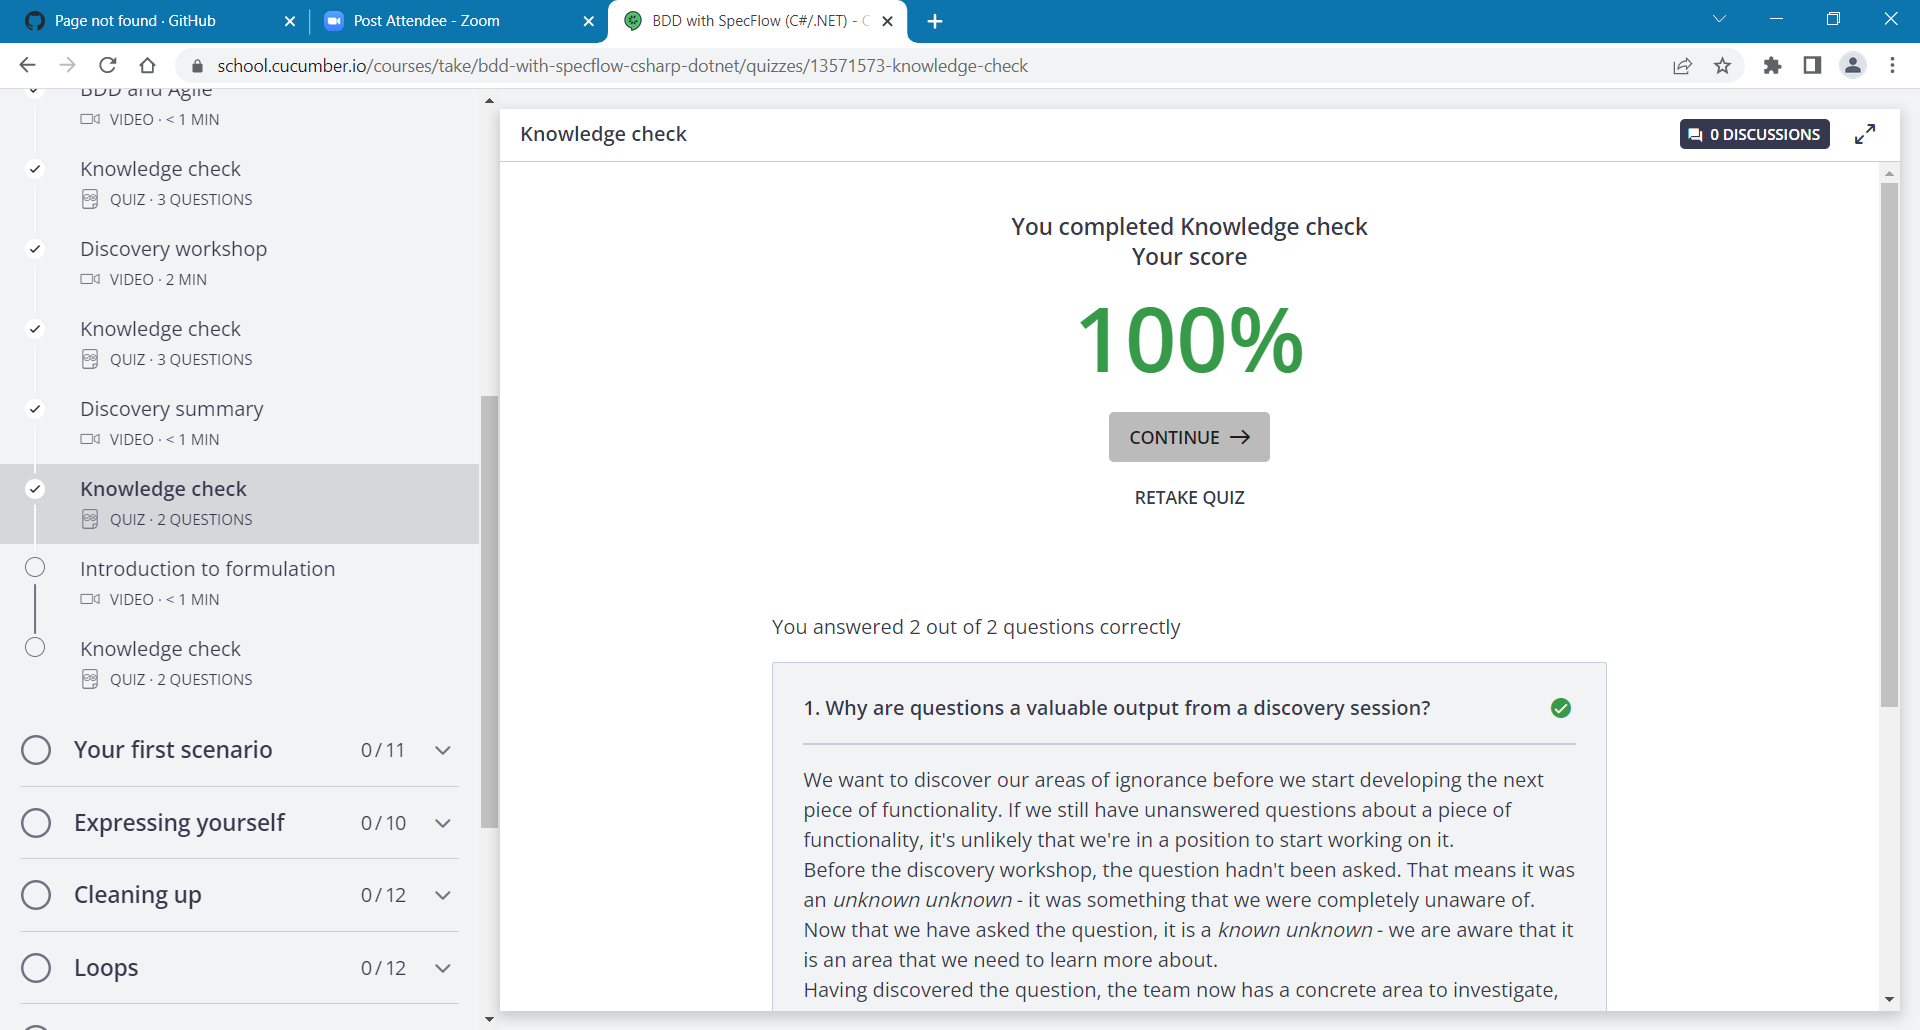 Page not found · GitHub
Post Attendee - Zoom
BDD with SpecFlow (C#/.NET) - C
school.cucumber.io/courses/take/bdd-with-specflow-csharp-dotnet/quizzes/13571573-knowledge-check
BDD and Agile
VIDEO · < 1 MIN
Knowledge check
QUIZ · 3 QUESTIONS
Discovery workshop
VIDEO · 2 MIN
Knowledge check
QUIZ · 3 QUESTIONS
Discovery summary
VIDEO · < 1 MIN
Knowledge check
QUIZ · 2 QUESTIONS
Introduction to formulation
VIDEO · < 1 MIN
Knowledge check
QUIZ · 2 QUESTIONS
Your first scenario 0 / 11
Expressing yourself 0 / 10
Cleaning up 0 / 12
Loops 0 / 12
Knowledge check
0 DISCUSSIONS
You completed Knowledge check
Your score
100%
CONTINUE →
RETAKE QUIZ
You answered 2 out of 2 questions correctly
1. Why are questions a valuable output from a discovery session?
We want to discover our areas of ignorance before we start developing the next
piece of functionality. If we still have unanswered questions about a piece of
functionality, it's unlikely that we're in a position to start working on it.
Before the discovery workshop, the question hadn't been asked. That means it was
an unknown unknown - it was something that we were completely unaware of.
Now that we have asked the question, it is a known unknown - we are aware that it
is an area that we need to learn more about.
Having discovered the question, the team now has a concrete area to investigate,